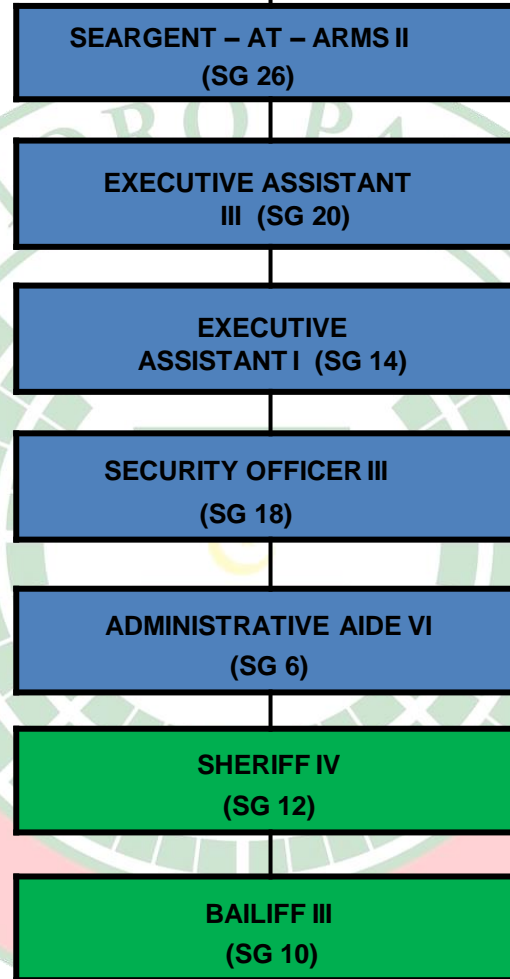 SEARGENT – AT – ARMS II
(SG 26)
EXECUTIVE ASSISTANT
III (SG 20)
EXECUTIVE
ASSISTANT I (SG 14)
SECURITY OFFICER III
(SG 18)
ADMINISTRATIVE AIDE VI
(SG 6)
SHERIFF IV
(SG 12)
BAILIFF III
(SG 10)